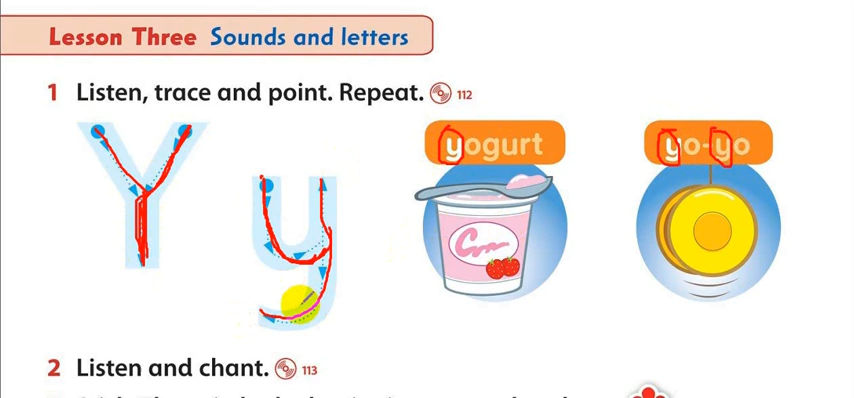 Lesson Three Sounds and letters
1 Listen, trace and point. Repeat. 112
Y y
yogurt
yo-yo
2 Listen and chant. 113